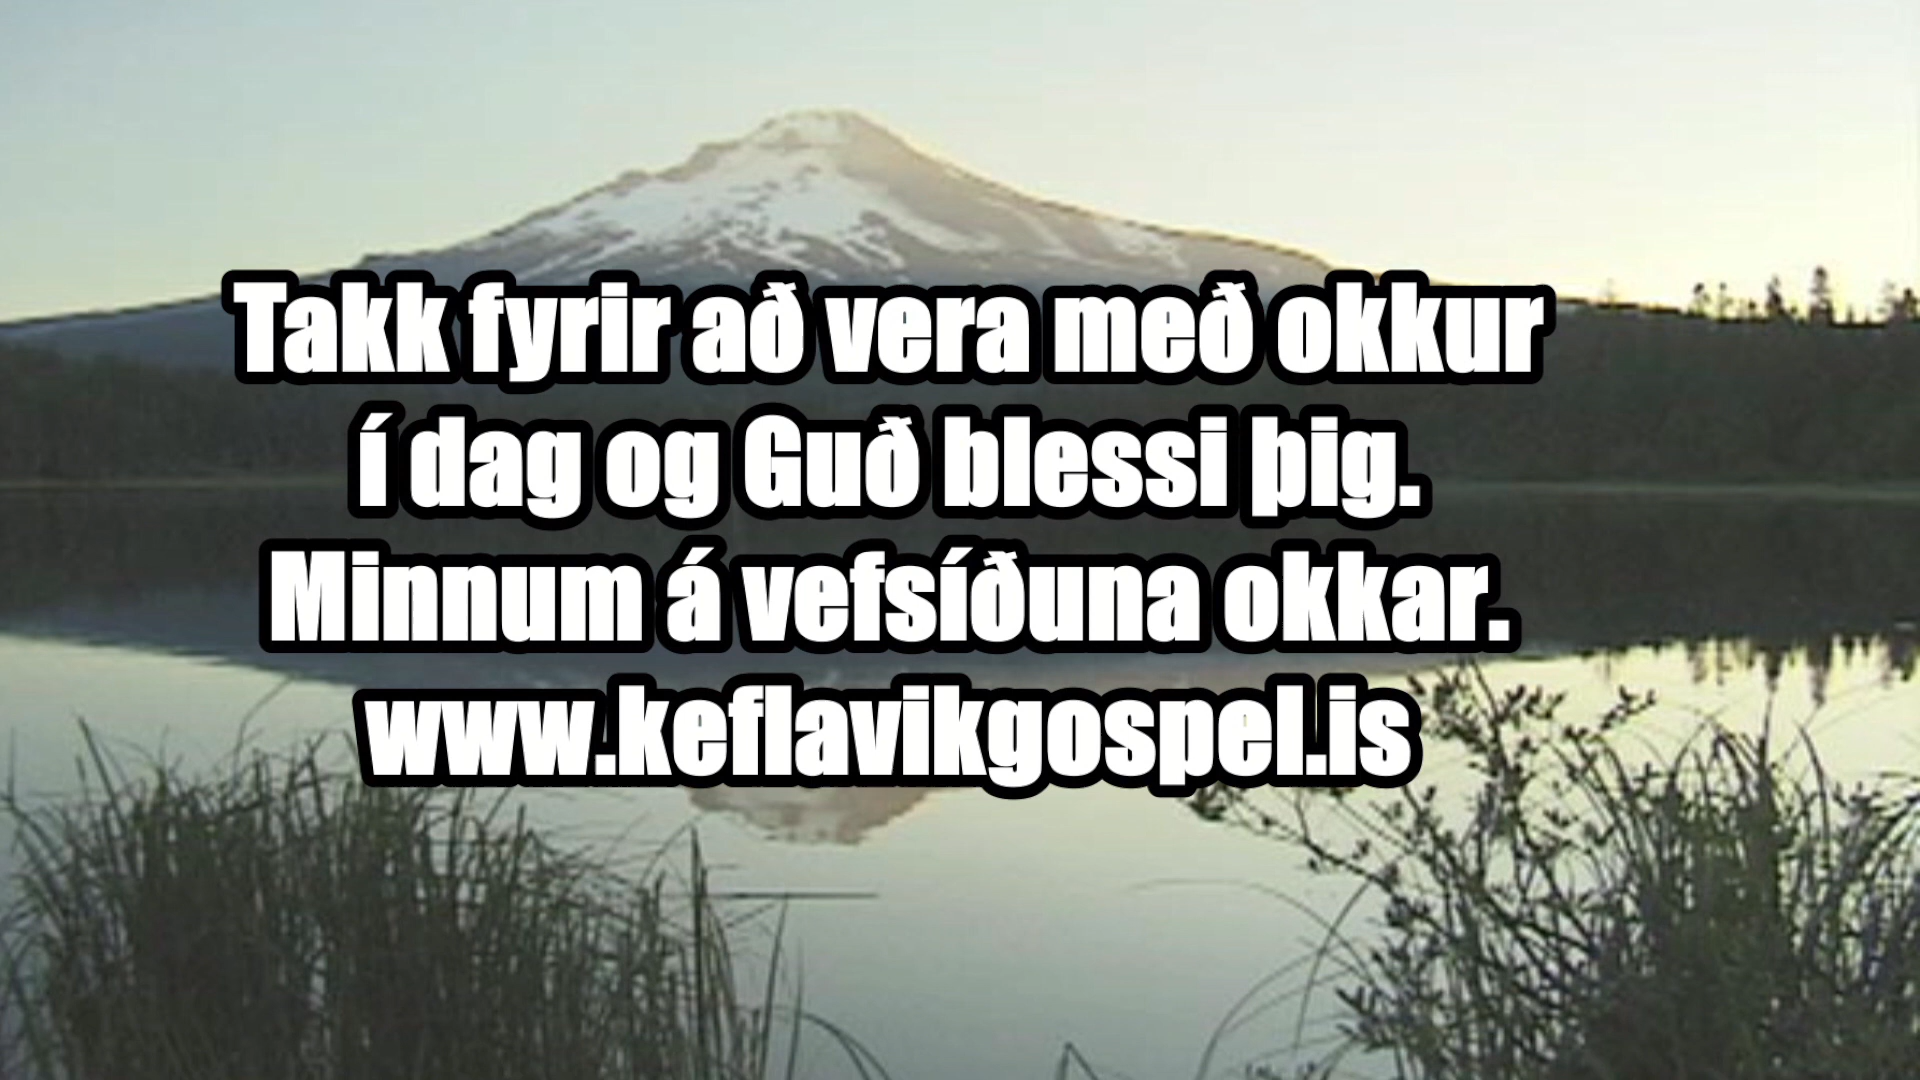 Takk fyrir að vera með okkur
í dag og Guð blessi þig.
Minnum á vefsíðuna okkar.
www.keflavikgospel.is